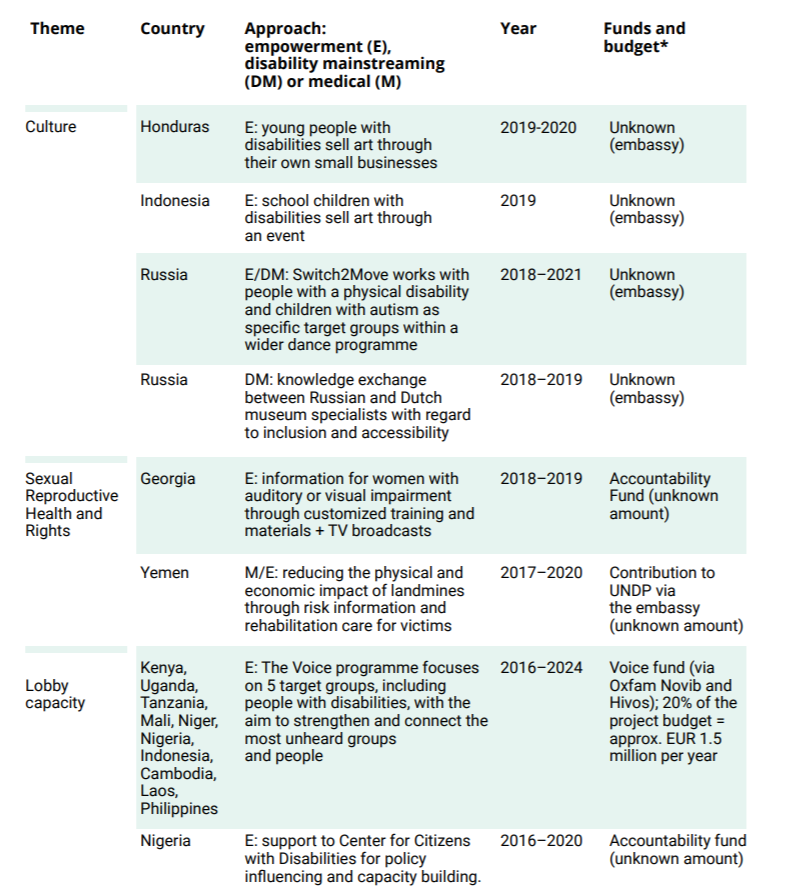 Theme Country Approach: Year Funds and
empowerment (E), budget*
disability mainstreaming
(DM) or medical (M)
Culture Honduras E: young people with 2019-2020 Unknown
disabilities sell art through (embassy)
their own small businesses
Indonesia E: school children with 2019 Unknown
disabilities sell art through (embassy)
an event
Russia E/DM: Switch2Move works with 2018–2021 Unknown
people with a physical disability (embassy)
and children with autism as
specific target groups within a
wider dance programme
Russia DM: knowledge exchange 2018–2019 Unknown
between Russian and Dutch (embassy)
museum specialists with regard
to inclusion and accessibility
Sexual Georgia E: information for women with 2018–2019 Accountability
Reproductive auditory or visual impairment Fund (unknown
Health and through customized training and amount)
Rights materials + TV broadcasts
Yemen M/E: reducing the physical and 2017–2020 Contribution to
economic impact of landmines UNDP via
through risk information and the embassy
rehabilitation care for victims (unknown amount)
Kenya, E: The Voice programme focuses 2016–2024 Voice fund (via
Lobby Uganda, on 5 target groups, including Oxfam Novib and
capacity Tanzania, people with disabilities, with the Hivos); 20% of the
Mali, Niger, aim to strengthen and connect the project budget =
Nigeria, most unheard groups approx. EUR 1.5
Indonesia, and people million per year
Cambodia,
Laos,
Philippines
Nigeria E: support to Center for Citizens 2016–2020 Accountability fund
with Disabilities for policy (unknown amount)
influencing and capacity building.